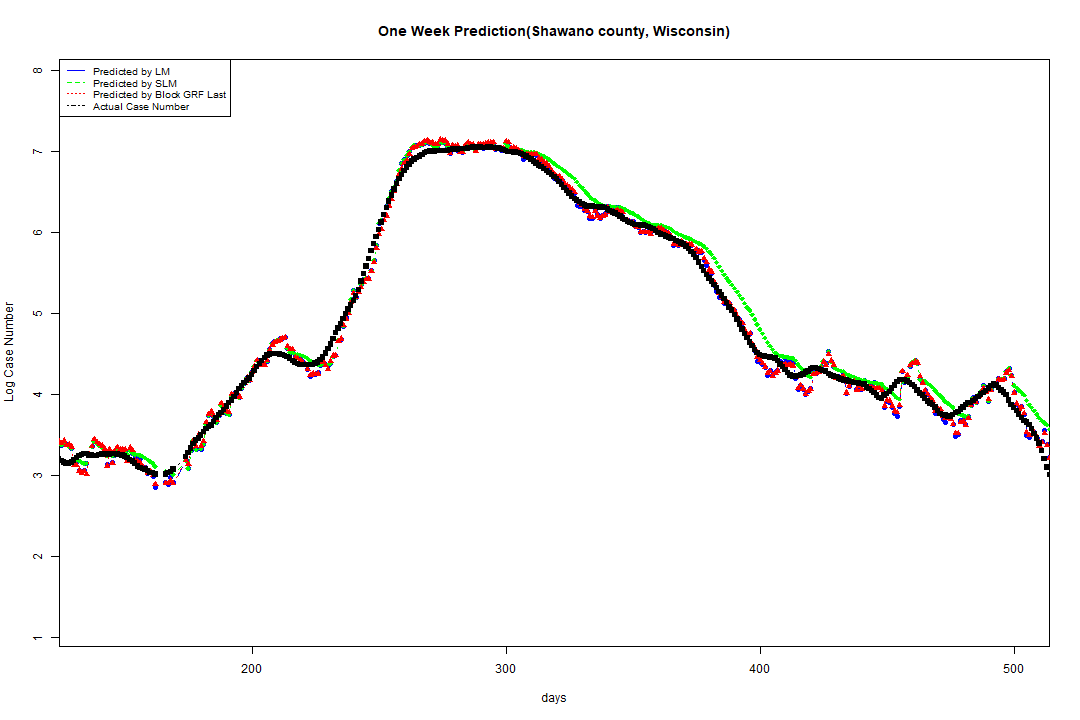 One Week Prediction(Shawano county, Wisconsin)
Predicted by LM
Predicted by SLM
Predicted by Block GRF Last
Actual Case Number
8
7
6
5
4
3
2
1
Log Case Number
200 300 400 500
days